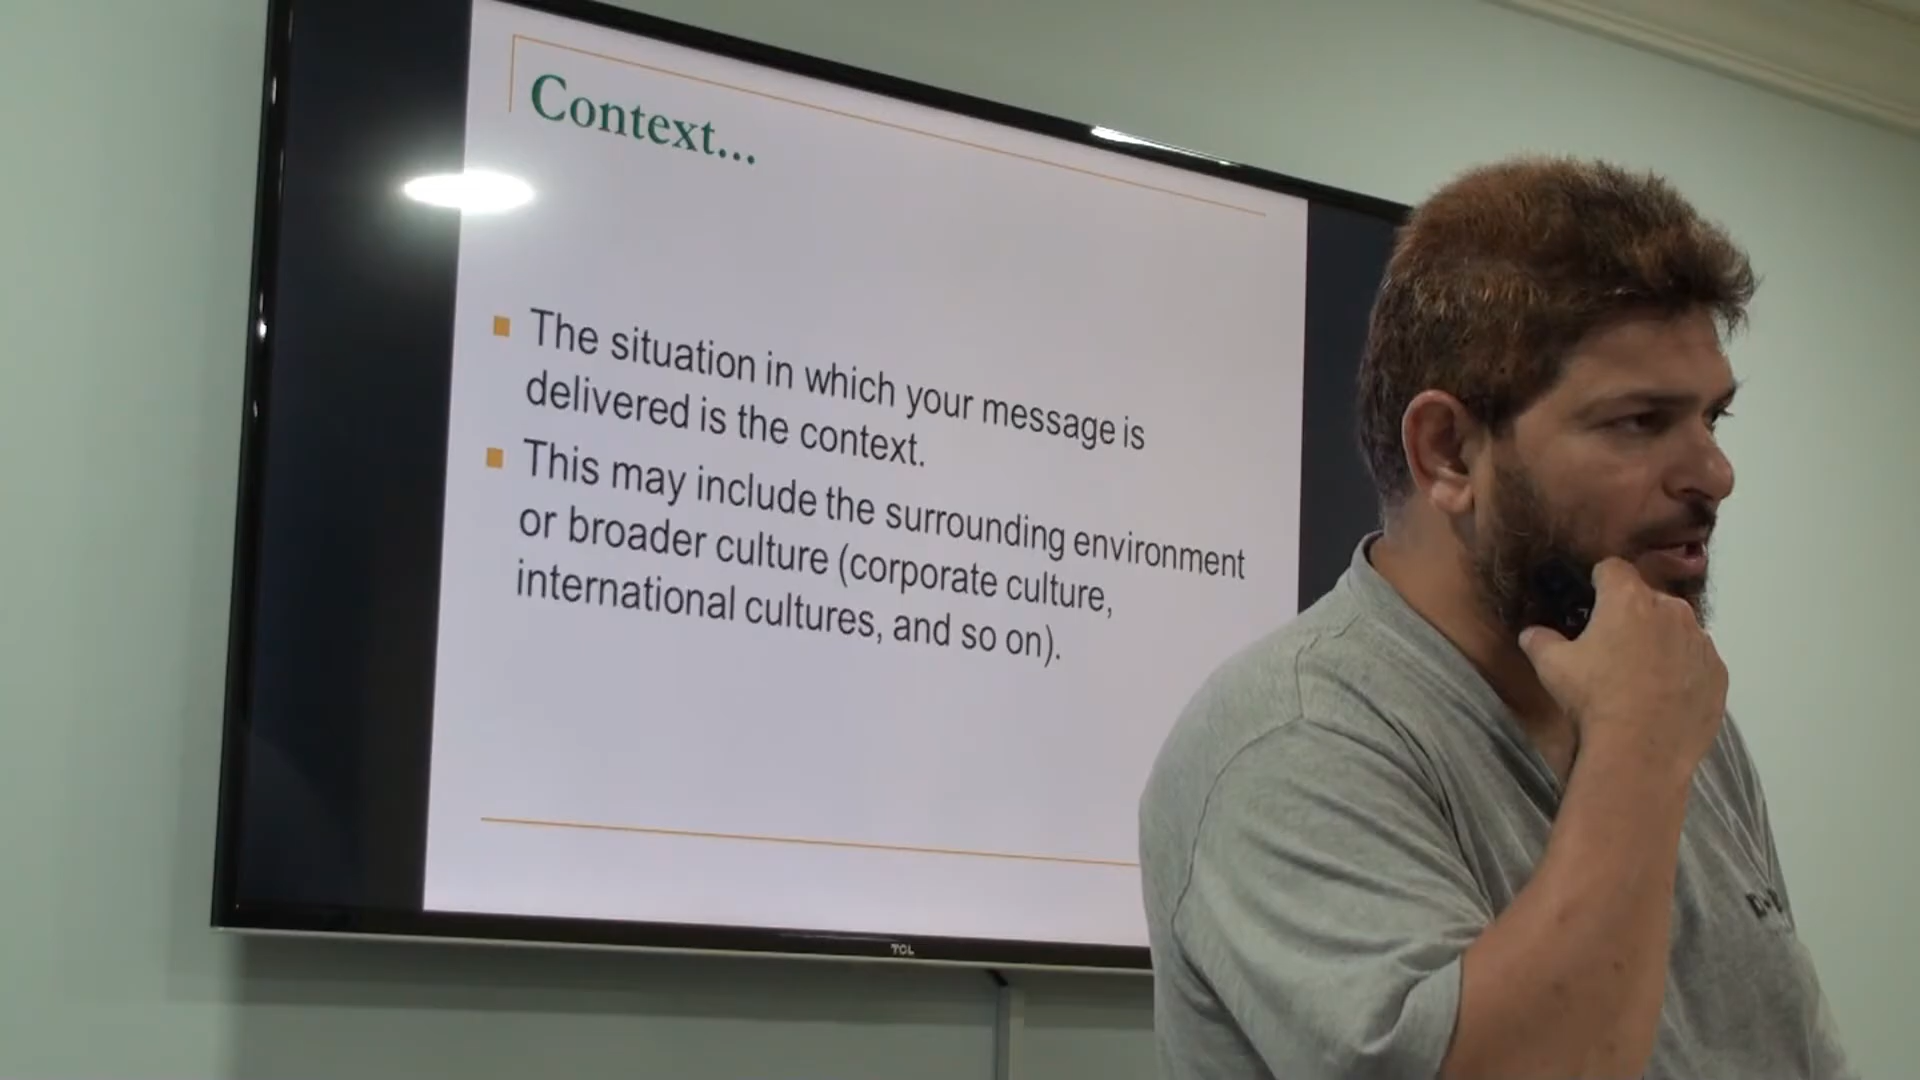 Context...
The situation in which your message is
delivered is the context.
This may include the surrounding environment
or broader culture (corporate culture,
international cultures, and so on).
TCL